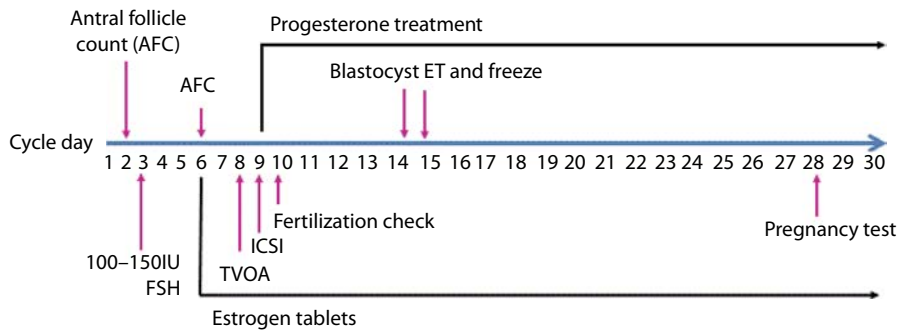 Antral follicle
count (AFC)
Progesterone treatment
AFC
Blastocyst ET and freeze
Cycle day
1 2 3 4 5 6 7 8 9 10 11 12 13 14 15 16 17 18 19 20 21 22 23 24 25 26 27 28 29 30
Fertilization check
ICSI
TVOA
100–150IU
FSH
Pregnancy test
Estrogen tablets